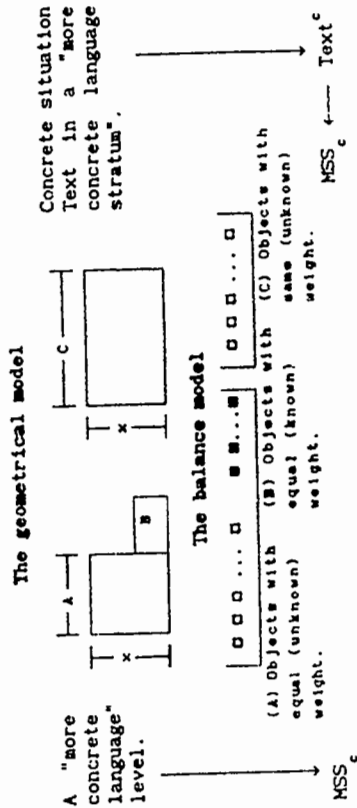 The geometrical model
A "more
concrete
language"
level.
A
x
B
C
x
Concrete situation
Text in a "more
concrete language
stratum".
The balance model
(A) Objects with
equal (unknown)
weight.
(B) Objects with
equal (known)
weight.
(C) Objects with
same (unknown)
weight.
MSS c
MSS c ← Text c